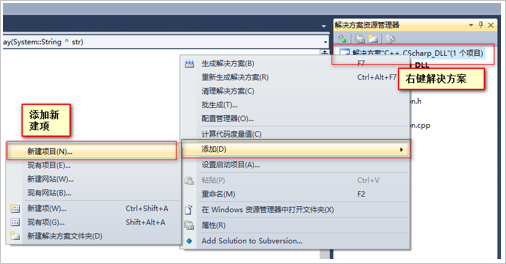 ay(System::String ^ str)
解决方案资源管理器
解决方案"C++_CScharp_DLL"(1 个项目)
_DLL
生成解决方案(B) F7
右键解决方案
重新生成解决方案(R) Ctrl+Alt+F7
清理解决方案(C)
on.h
批生成(T)...
配置管理器(O)...
on.cpp
添加新
建项
计算代码度量值(C)
新建项目(N)...
添加(D)
现有项目(E)...
设置启动项目(A)...
新建网站(W)...
粘贴(P) Ctrl+V
现有网站(B)...
重命名(M) F2
新建项(W)... Ctrl+Shift+A
在 Windows 资源管理器中打开文件夹(X)
现有项(G)... Shift+Alt+A
属性(R)
新建解决方案文件夹(D)
Add Solution to Subversion...